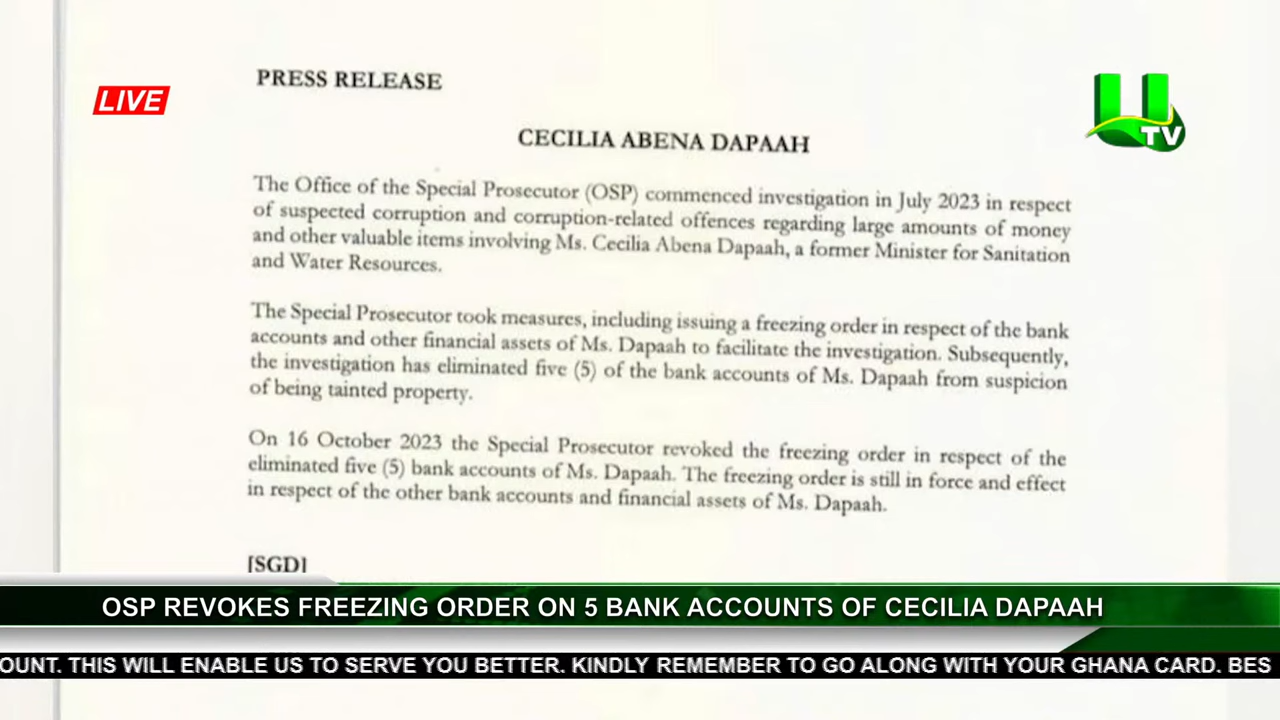 PRESS RELEASE
LIVE
U
TV
CECILIA ABENA DAPAAH
The Office of the Special Prosecutor (OSP) commenced investigation in July 2023 in respect
of suspected corruption and corruption-related offences regarding large amounts of money
and other valuable items involving Ms. Cecilia Abena Dapaah, a former Minister for Sanitation
and Water Resources.
The Special Prosecutor took measures, including issuing a freezing order in respect of the bank
accounts and other financial assets of Ms. Dapaah to facilitate the investigation. Subsequently,
the investigation has eliminated five (5) of the bank accounts of Ms. Dapaah from suspicion
of being tainted property.
On 16 October 2023 the Special Prosecutor revoked the freezing order in respect of the
eliminated five (5) bank accounts of Ms. Dapaah. The freezing order is still in force and effect
in respect of the other bank accounts and financial assets of Ms. Dapaah.
[SGD]
OSP REVOKES FREEZING ORDER ON 5 BANK ACCOUNTS OF CECILIA DAPAAH
OUNT. THIS WILL ENABLE US TO SERVE YOU BETTER. KINDLY REMEMBER TO GO ALONG WITH YOUR GHANA CARD. BES